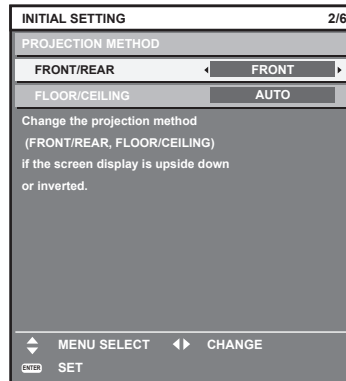 INITIAL SETTING 2/6
PROJECTION METHOD
FRONT/REAR FRONT
FLOOR/CEILING AUTO
Change the projection method
(FRONT/REAR, FLOOR/CEILING)
if the screen display is upside down
or inverted.
MENU SELECT CHANGE
ENTER SET